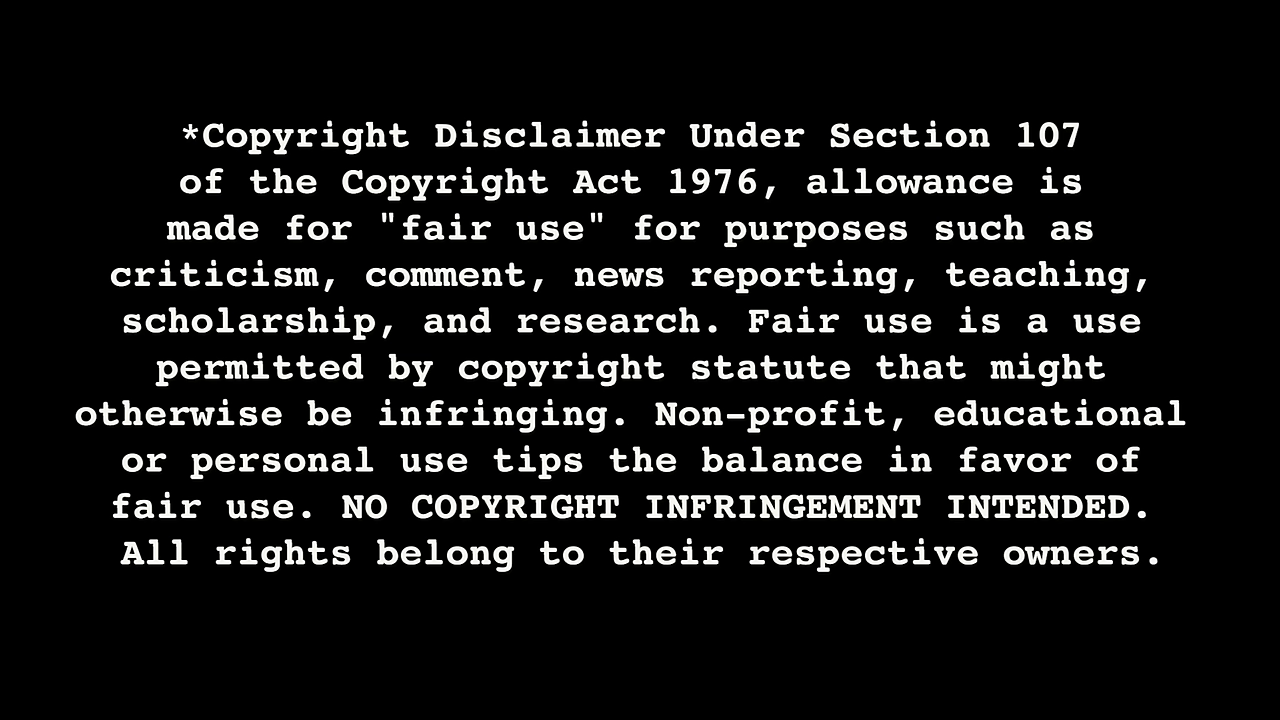 *Copyright Disclaimer Under Section 107
of the Copyright Act 1976, allowance is
made for "fair use" for purposes such as
criticism, comment, news reporting, teaching,
scholarship, and research. Fair use is a use
permitted by copyright statute that might
otherwise be infringing. Non-profit, educational
or personal use tips the balance in favor of
fair use. NO COPYRIGHT INFRINGEMENT INTENDED.
All rights belong to their respective owners.